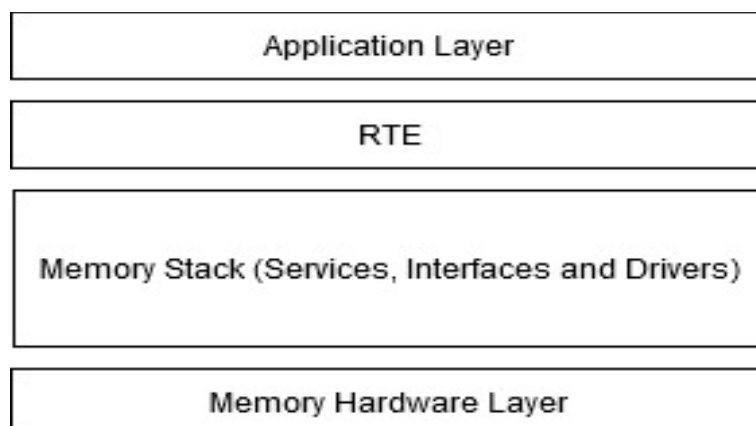 Application Layer
RTE
Memory Stack (Services, Interfaces and Drivers)
Memory Hardware Layer